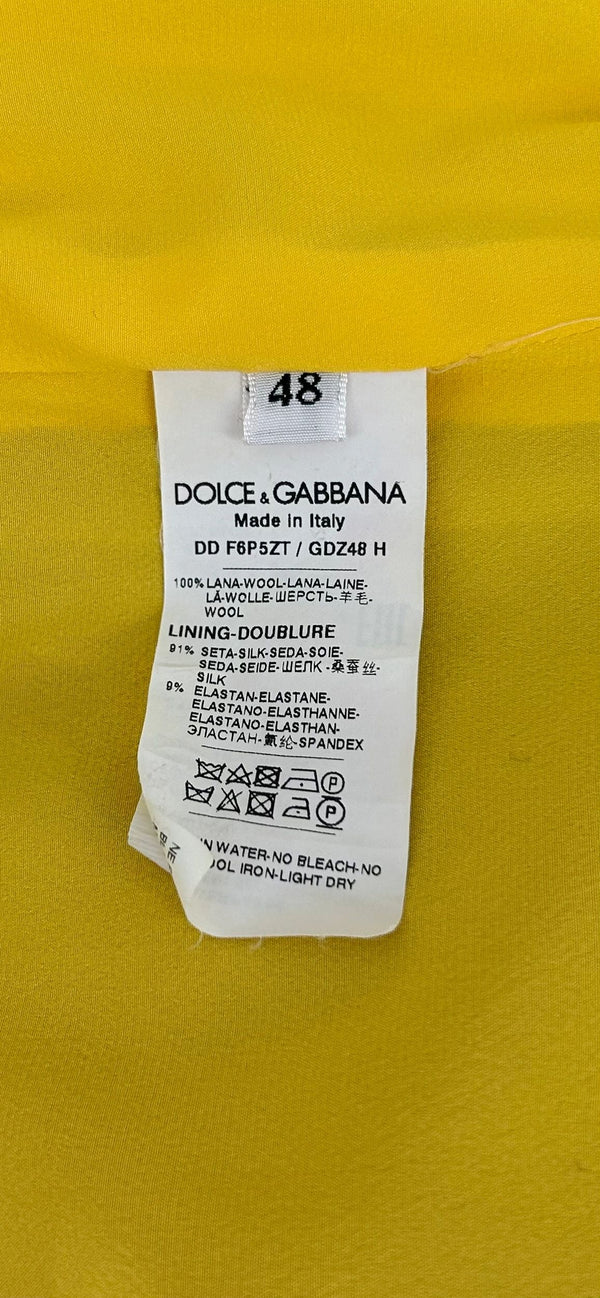 48
DOLCE & GABBANA
Made in Italy
DD F6P5ZT / GDZ48 H
100% LANA-WOOL-LANA-LAINE-
LÃ-WOLLE-ШЕРСТЬ-羊毛-
WOOL
LINING-DOUBLURE
91% SETA-SILK-SEDA-SOIE-
SEDA-SEIDE-ШЕЛК-桑蚕丝-
SILK
9% ELASTAN-ELASTANE-
ELASTANO-ELASTHANNE-
ELASTANO-ELASTHAN-
ЭЛАСТАН-氨纶-SPANDEX
P
P
IN WATER-NO BLEACH-NO
IRON-LIGHT DRY